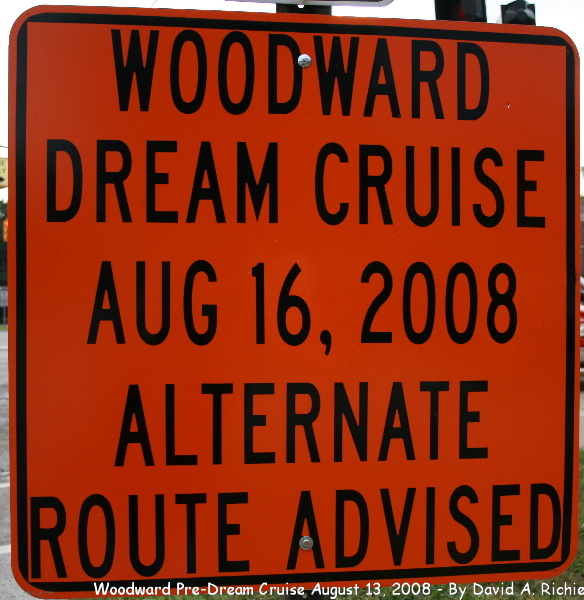 WOODWARD
DREAM CRUISE
AUG 16, 2008
ALTERNATE
ROUTE ADVISED
Woodward Pre-Dream Cruise August 13, 2008 - By David A. Richie